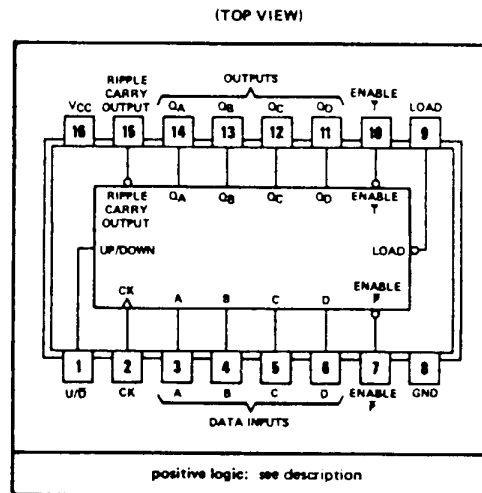 (TOP VIEW)
RIPPLE CARRY OUTPUT
OUTPUTS
ENABLE T̅
VCC QA QB QC QD LOAD
16 15 14 13 12 11 10 9
RIPPLE CARRY OUTPUT QA QB QC QD ENABLE T̅
UP/DOWN LOAD
CK A B C D ENABLE P̅
1 2 3 4 5 6 7 8
U/D̅ CK A B C D ENABLE P̅ GND
DATA INPUTS
positive logic: see description